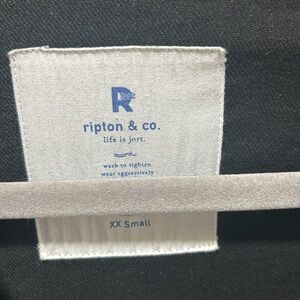 R
ripton & co.
life is jort.
wash to tighten
wear aggressively
XX Small